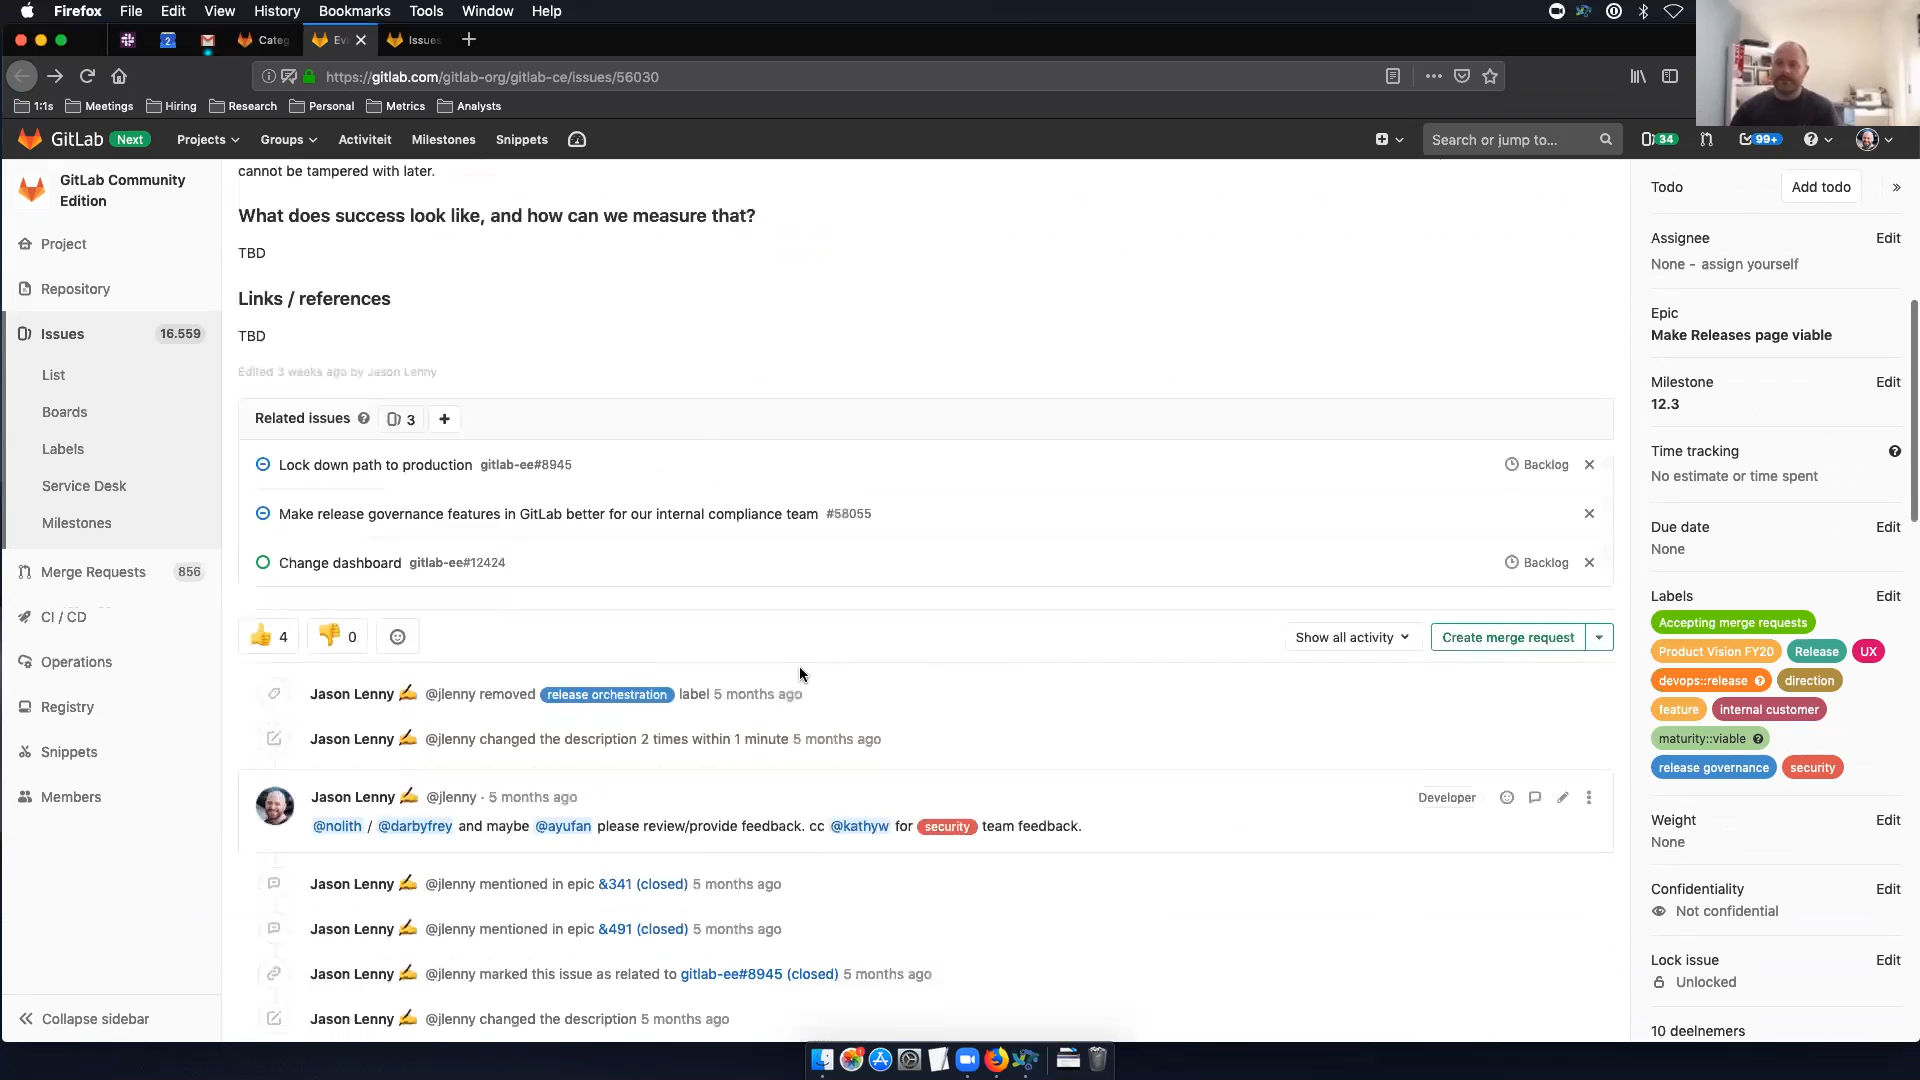 Firefox File Edit View History Bookmarks Tools Window Help
2 Categ Evi Issues
https://gitlab.com/gitlab-org/gitlab-ce/issues/56030
1:1s Meetings Hiring Research Personal Metrics Analysts
GitLab Next Projects Groups Activiteit Milestones Snippets Search or jump to... 34 99+
GitLab Community
Edition
Project
Repository
Issues 16.559
List
Boards
Labels
Service Desk
Milestones
Merge Requests 856
CI / CD
Operations
Registry
Snippets
Members
Collapse sidebar
cannot be tampered with later.
What does success look like, and how can we measure that?
TBD
Links / references
TBD
Edited 3 weeks ago by Jason Lenny
Related issues 3
Lock down path to production gitlab-ee#8945 Backlog
Make release governance features in GitLab better for our internal compliance team #58055
Change dashboard gitlab-ee#12424 Backlog
4 0 Show all activity Create merge request
Jason Lenny @jlenny removed release orchestration label 5 months ago
Jason Lenny @jlenny changed the description 2 times within 1 minute 5 months ago
Jason Lenny @jlenny · 5 months ago Developer
@nolith / @darbyfrey and maybe @ayufan please review/provide feedback. cc @kathyw for security team feedback.
Jason Lenny @jlenny mentioned in epic &341 (closed) 5 months ago
Jason Lenny @jlenny mentioned in epic &491 (closed) 5 months ago
Jason Lenny @jlenny marked this issue as related to gitlab-ee#8945 (closed) 5 months ago
Jason Lenny @jlenny changed the description 5 months ago
Todo Add todo
Assignee Edit
None - assign yourself
Epic
Make Releases page viable
Milestone Edit
12.3
Time tracking
No estimate or time spent
Due date Edit
None
Labels Edit
Accepting merge requests
Product Vision FY20 Release UX
devops::release direction
feature internal customer
maturity::viable
release governance security
Weight Edit
None
Confidentiality Edit
Not confidential
Lock issue Edit
Unlocked
10 deelnemers